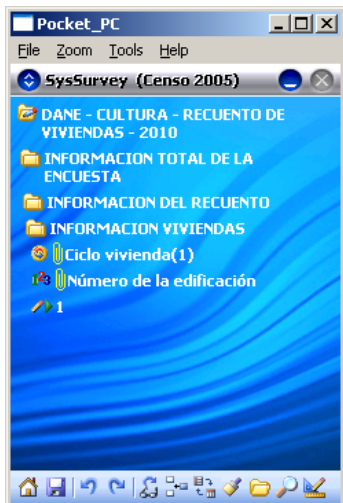 Pocket_PC
File Zoom Tools Help
SysSurvey (Censo 2005)
DANE - CULTURA - RECUENTO DE
VIVIENDAS - 2010
INFORMACION TOTAL DE LA
ENCUESTA
INFORMACION DEL RECUENTO
INFORMACION VIVIENDAS
Ciclo vivienda(1)
Número de la edificación
1